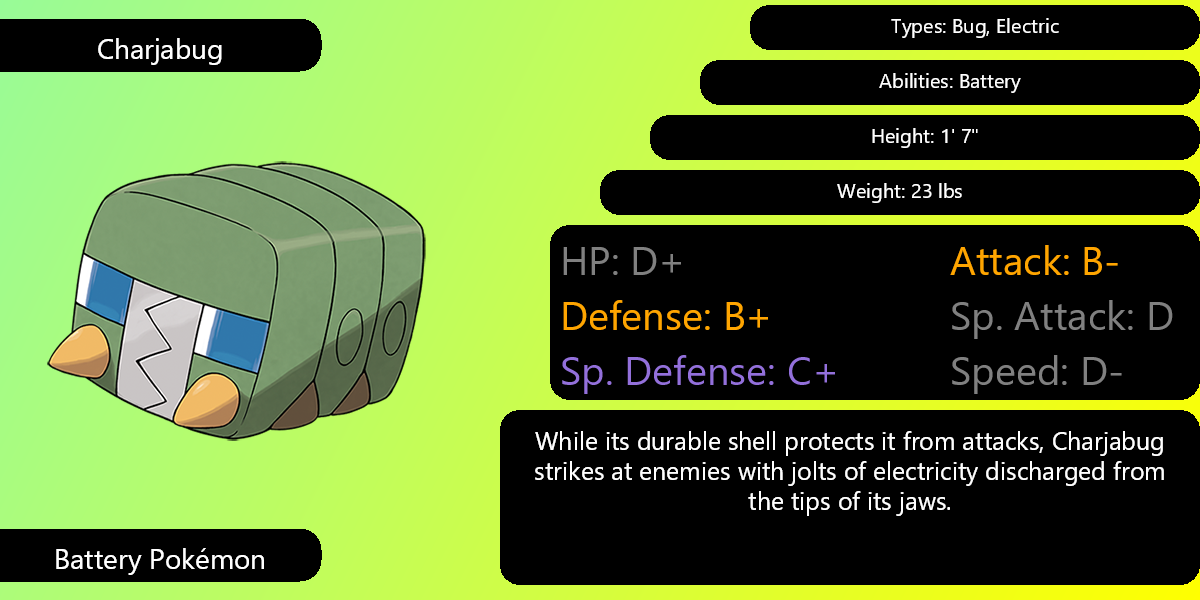 Charjabug
Types: Bug, Electric
Abilities: Battery
Height: 1' 7"
Weight: 23 lbs
HP: D+
Attack: B-
Defense: B+
Sp. Attack: D
Sp. Defense: C+
Speed: D-
While its durable shell protects it from attacks, Charjabug
strikes at enemies with jolts of electricity discharged from
the tips of its jaws.
Battery Pokémon